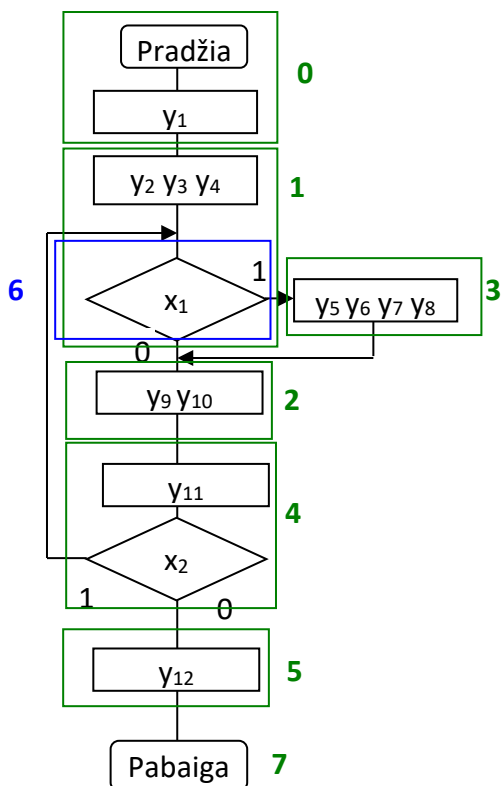 Pradžia
0
y₁
y₂ y₃ y₄
1
6
x₁
1
y₅ y₆ y₇ y₈
3
0
y₉ y₁₀
2
y₁₁
4
x₂
1
0
y₁₂
5
Pabaiga
7